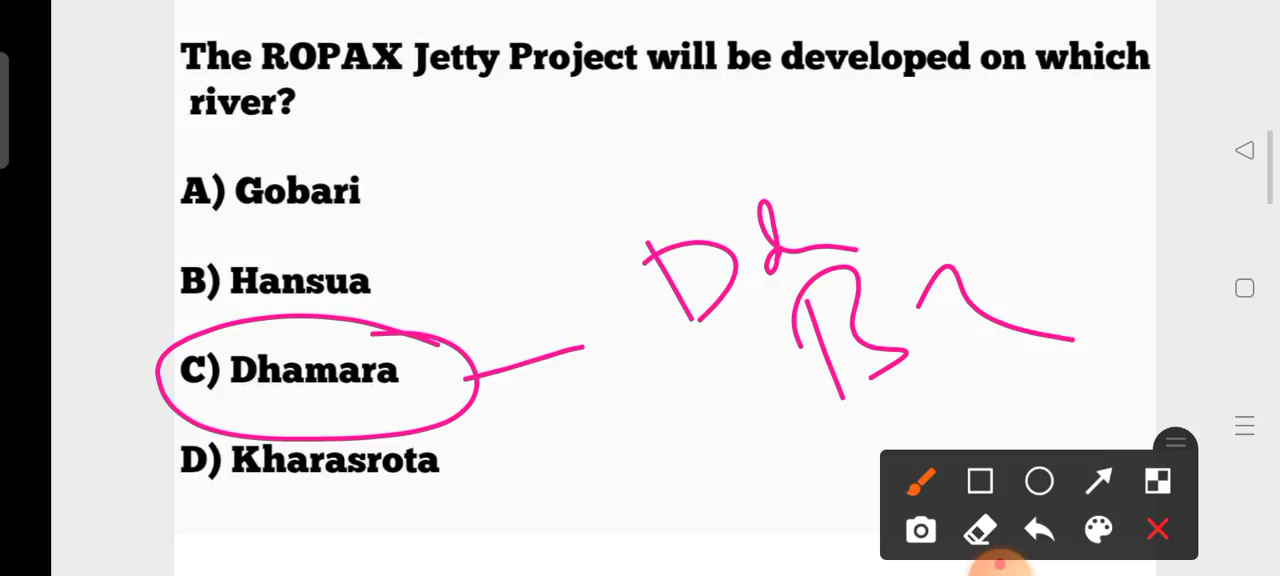 The ROPAX Jetty Project will be developed on which
river?
A) Gobari
B) Hansua
C) Dhamara
D) Kharasrota